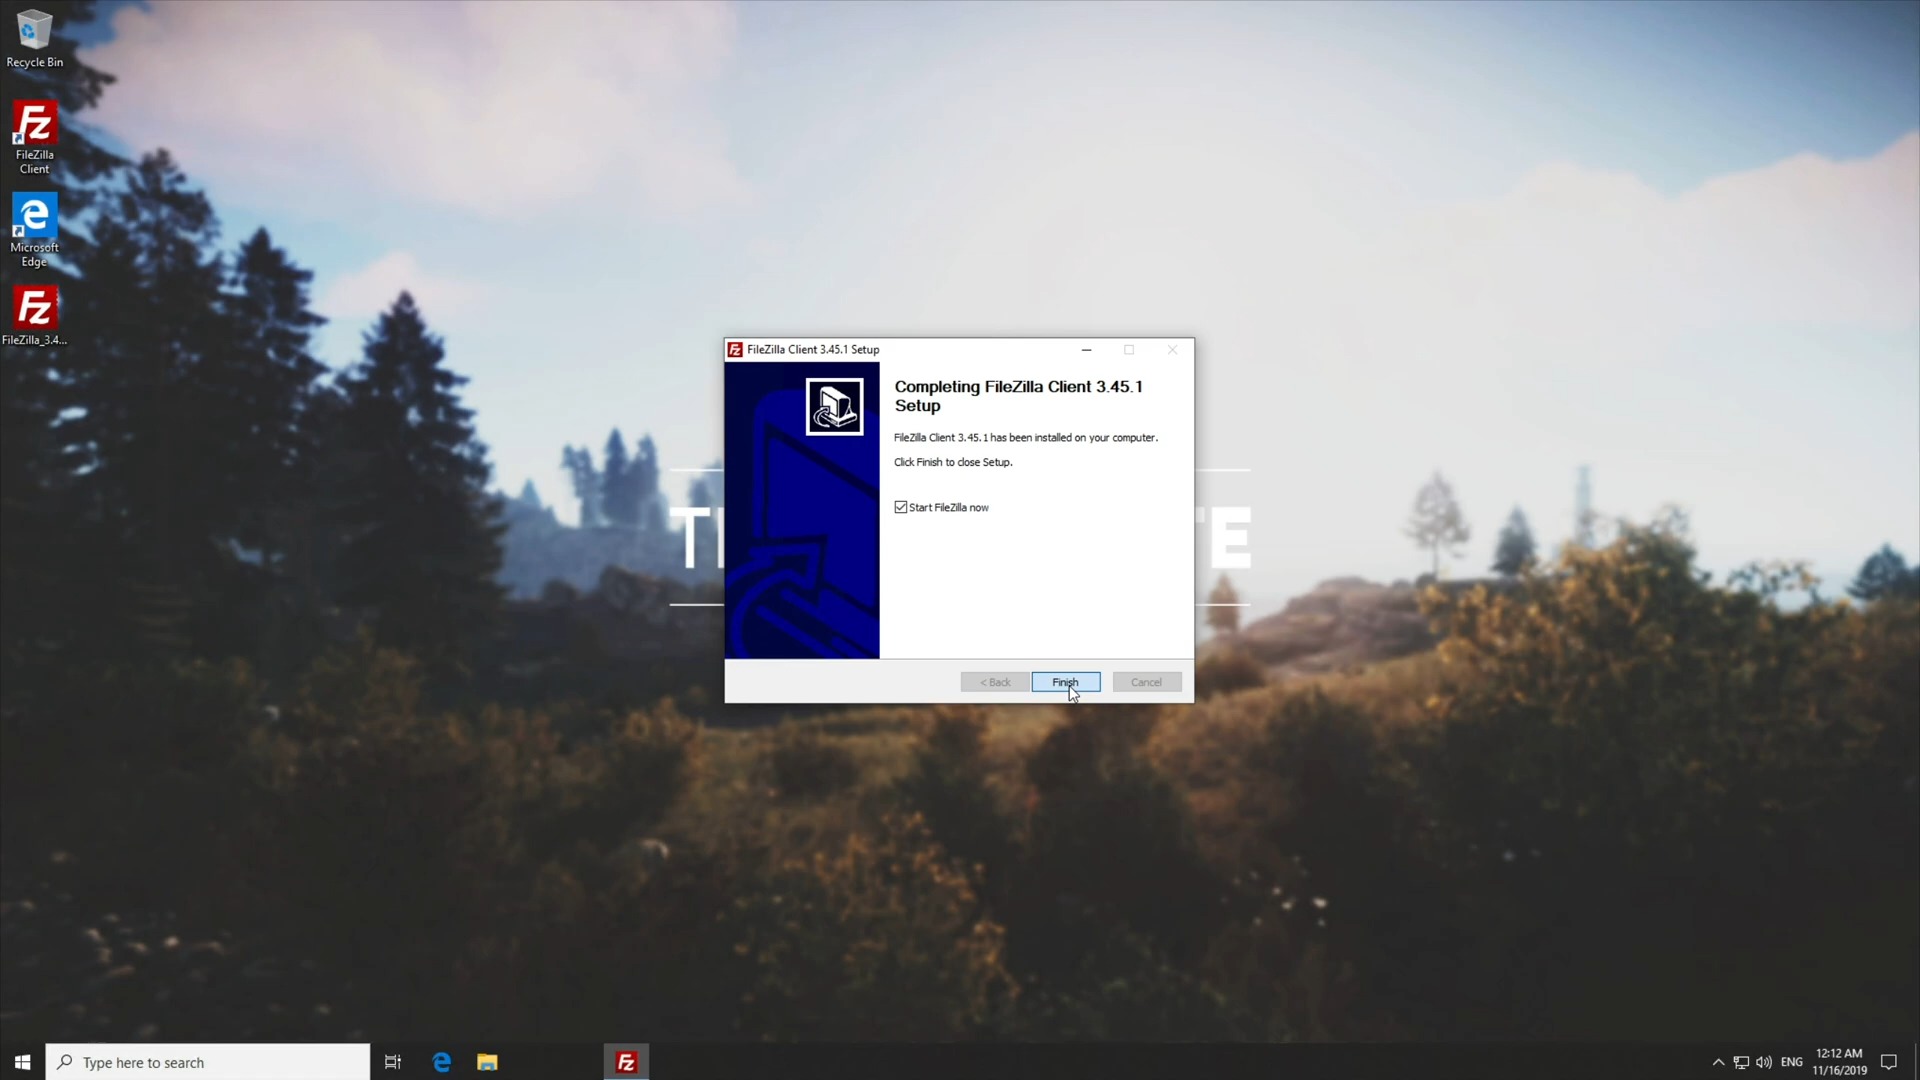 Recycle Bin
FileZilla
Client
Microsoft
Edge
FileZilla_3.4...
FileZilla Client 3.45.1 Setup
Completing FileZilla Client 3.45.1
Setup
FileZilla Client 3.45.1 has been installed on your computer.
Click Finish to close Setup.
Start FileZilla now
< Back
Finish
Cancel
Type here to search
ENG
12:12 AM
11/16/2019